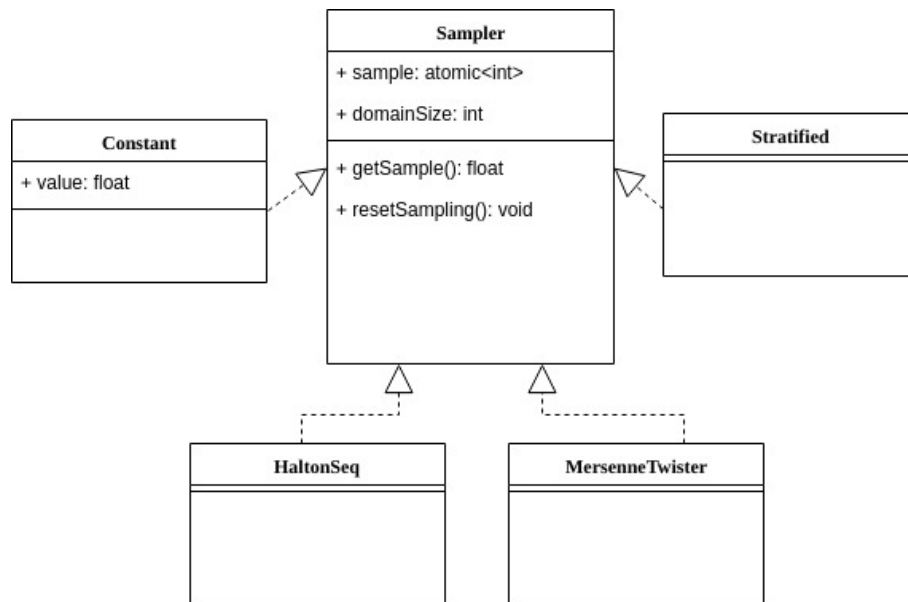 Sampler
+ sample: atomic<int>
+ domainSize: int
+ getSample(): float
+ resetSampling(): void
Constant
+ value: float
Stratified
HaltonSeq
MersenneTwister